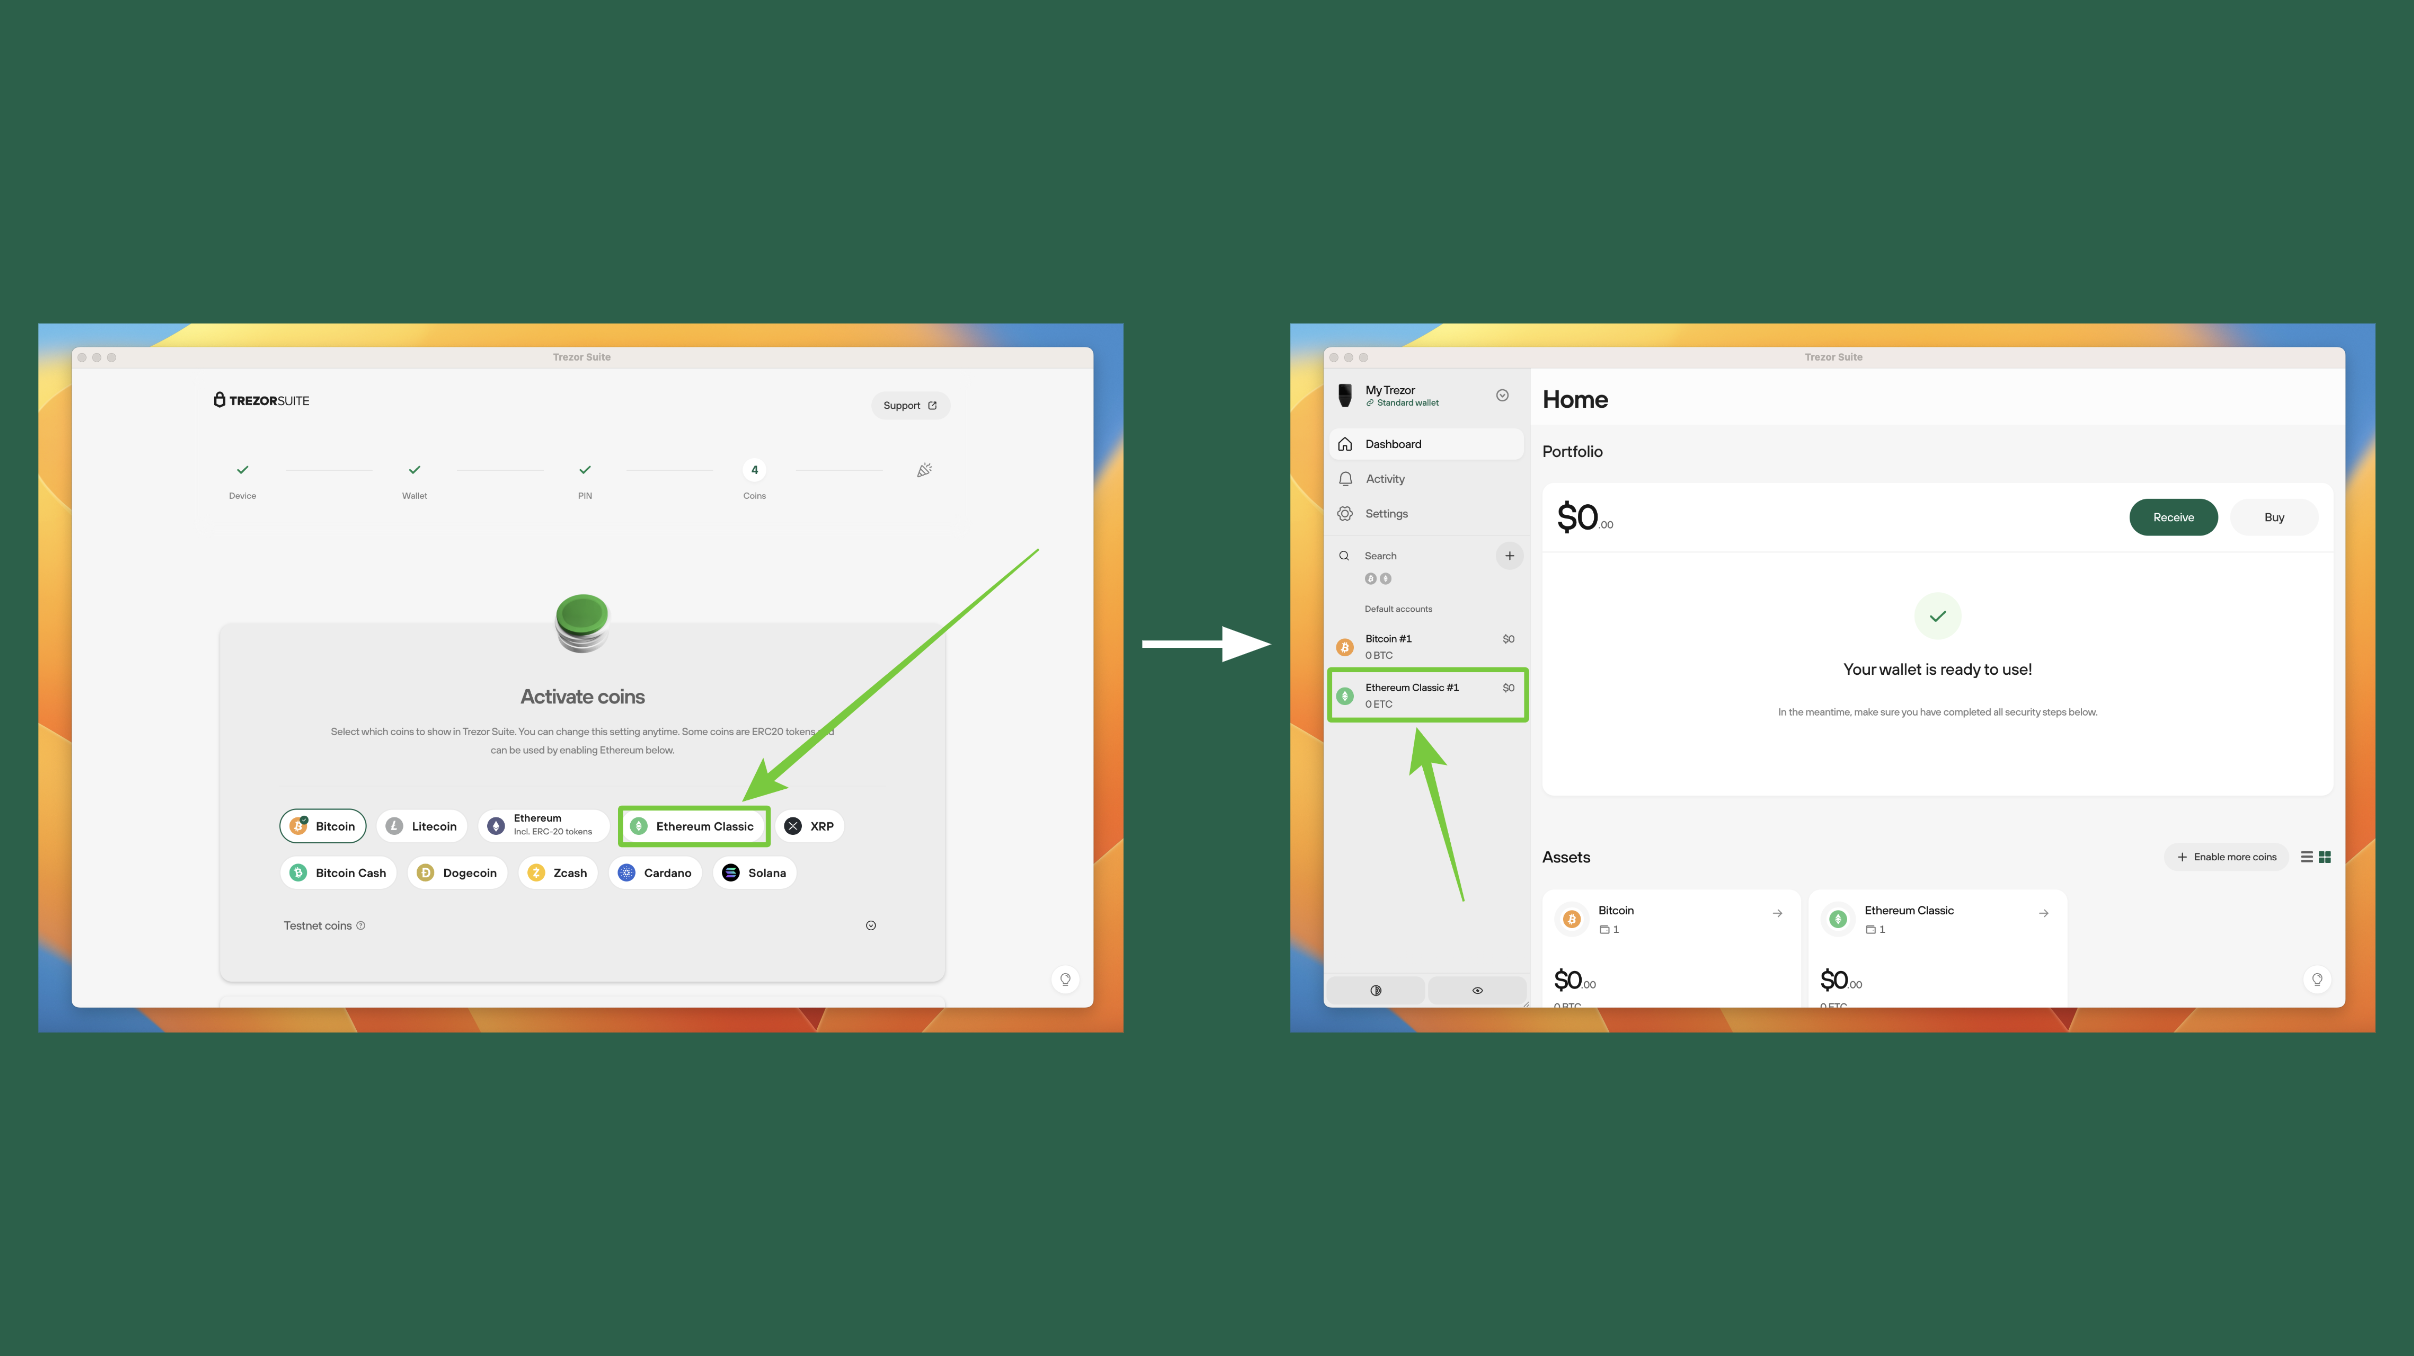 Trezor Suite
TREZORSUITE
Support
4
Device
Wallet
PIN
Coins
Activate coins
Select which coins to show in Trezor Suite. You can change this setting anytime. Some coins are ERC20 tokens
can be used by enabling Ethereum below.
Bitcoin
Litecoin
Ethereum
Incl. ERC-20 tokens
Ethereum Classic
XRP
Bitcoin Cash
Dogecoin
Zcash
Cardano
Solana
Testnet coins
Trezor Suite
My Trezor
Standard wallet
Dashboard
Activity
Settings
Search
Default accounts
Bitcoin #1 $0
0 BTC
Ethereum Classic #1 $0
0 ETC
Home
Portfolio
$0.00
Receive
Buy
Your wallet is ready to use!
In the meantime, make sure you have completed all security steps below.
Assets
Enable more coins
Bitcoin
1
$0.00
0 BTC
Ethereum Classic
1
$0.00
0 ETC